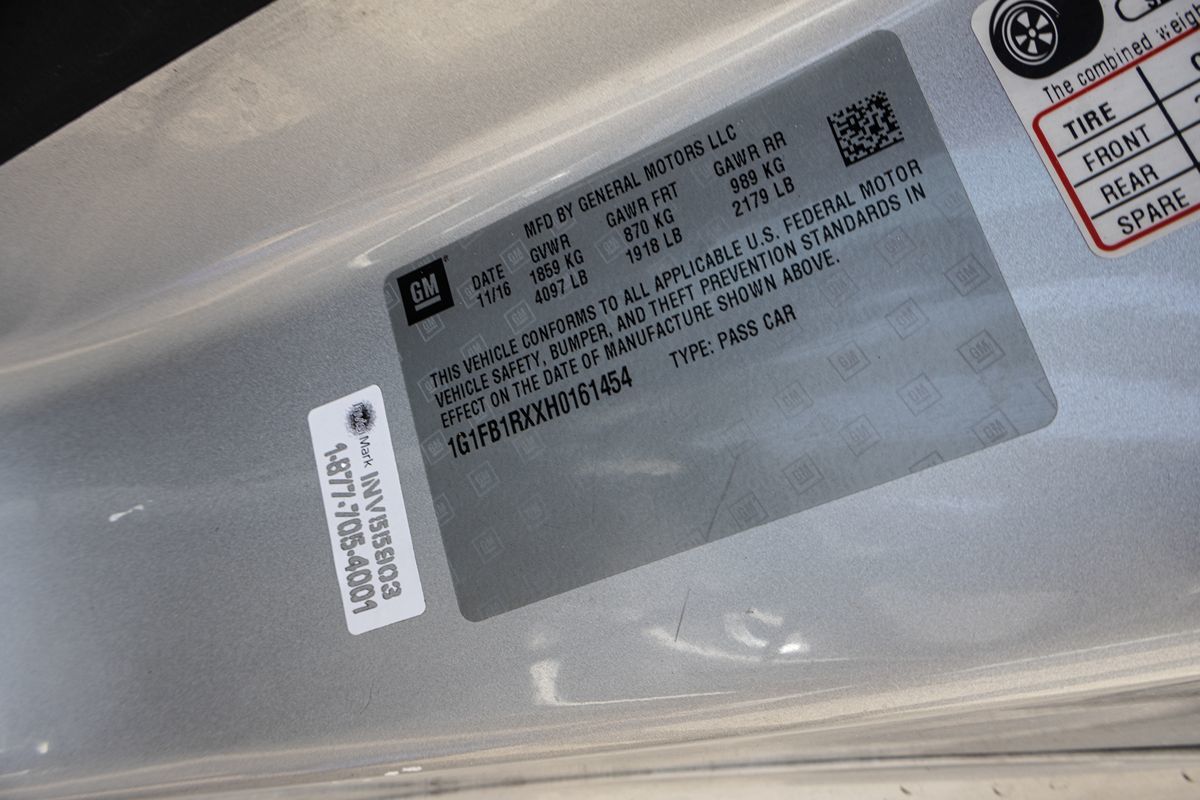 GM
MFD BY GENERAL MOTORS LLC
DATE GVWR GAWR FRT GAWR RR
11/16 1859 KG 870 KG 989 KG
4097 LB 1918 LB 2179 LB
THIS VEHICLE CONFORMS TO ALL APPLICABLE U.S. FEDERAL MOTOR
VEHICLE SAFETY, BUMPER, AND THEFT PREVENTION STANDARDS IN
EFFECT ON THE DATE OF MANUFACTURE SHOWN ABOVE.
1G1FB1RXXH0161454 TYPE: PASS CAR
Mark INV1515803
1-877-705-4001
The combined
TIRE
FRONT
REAR
SPARE